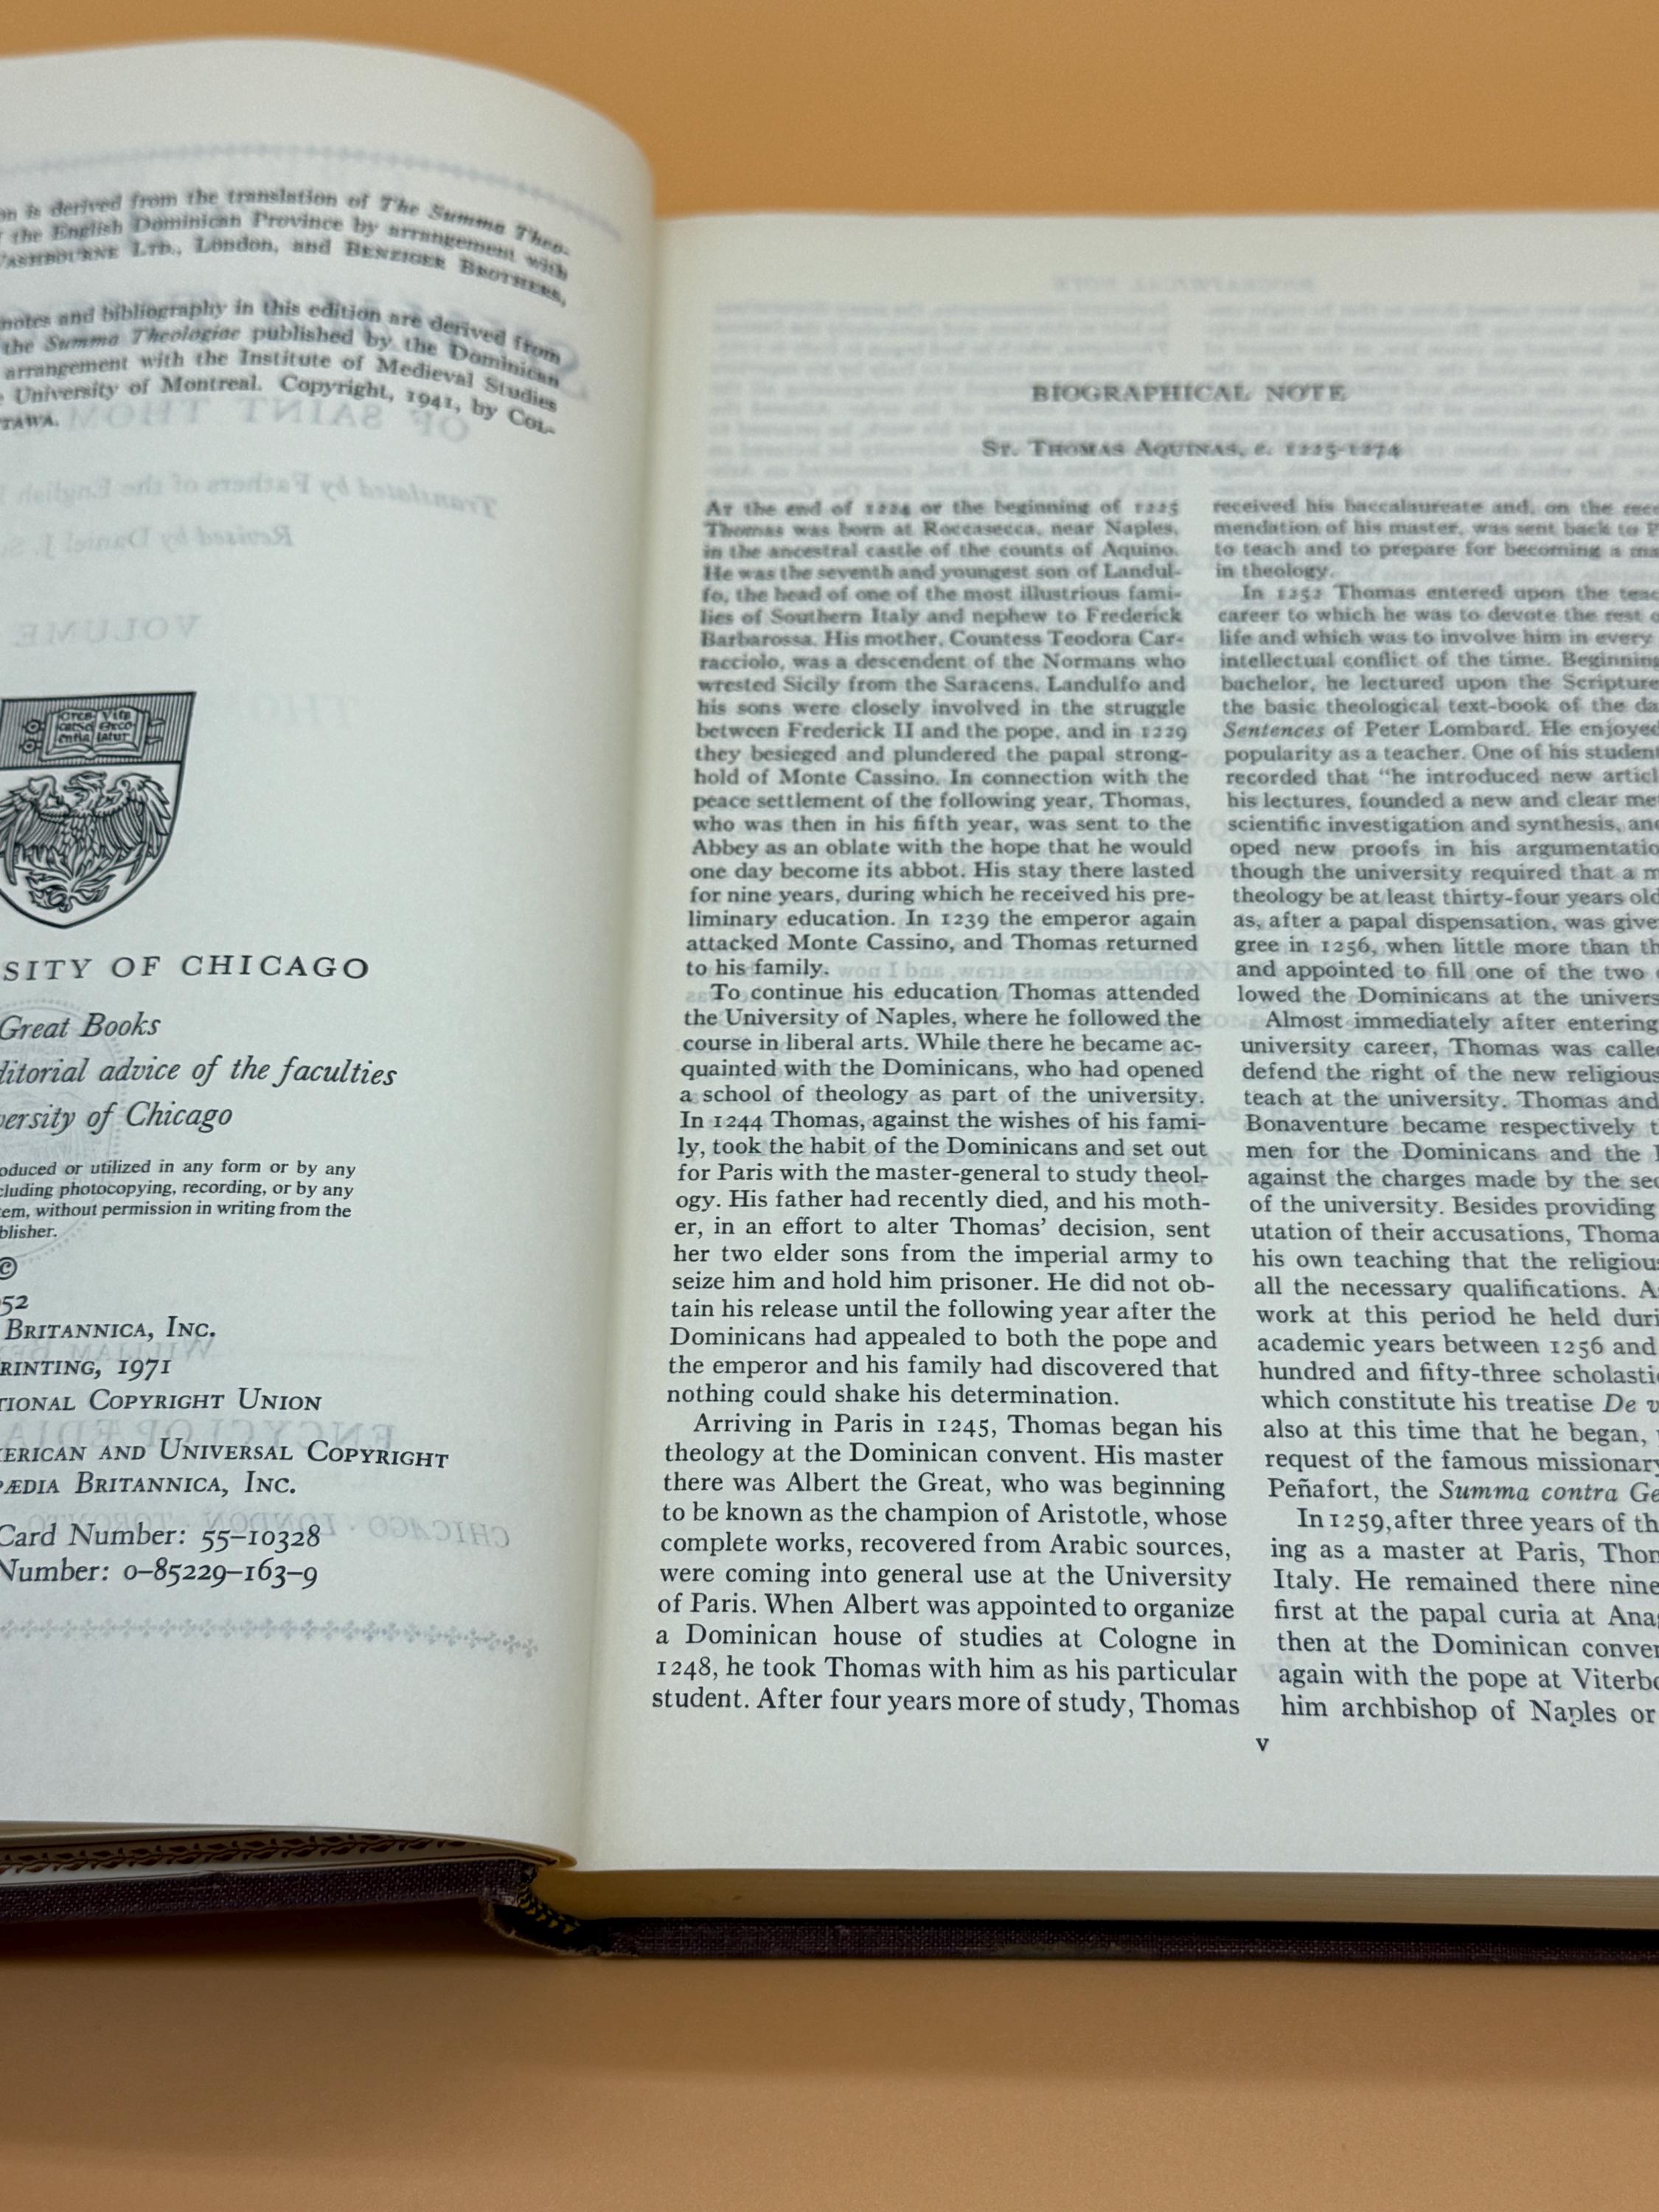 on is derived from the translation of The Summa Theo-
the English Dominican Province by arrangement with
WASHBOURNE LTD., London, and BENZIGER BROTHERS,
notes and bibliography in this edition are derived from
the Summa Theologiae published by the Dominican
arrangement with the Institute of Medieval Studies
University of Montreal. Copyright, 1941, by COL-
TAWA.
Cres Vita
cat sci Exco
entia latur
SITY OF CHICAGO
Great Books
ditorial advice of the faculties
versity of Chicago
oduced or utilized in any form or by any
cluding photocopying, recording, or by any
tem, without permission in writing from the
blisher.
©
52
BRITANNICA, INC.
RINTING, 1971
TIONAL COPYRIGHT UNION
ERICAN AND UNIVERSAL COPYRIGHT
PÆDIA BRITANNICA, INC.
Card Number: 55–10328
Number: 0–85229–163–9
BIOGRAPHICAL NOTE
ST. THOMAS AQUINAS, c. 1225-1274
AT the end of 1224 or the beginning of 1225
Thomas was born at Roccasecca, near Naples,
in the ancestral castle of the counts of Aquino.
He was the seventh and youngest son of Landul-
fo, the head of one of the most illustrious fami-
lies of Southern Italy and nephew to Frederick
Barbarossa. His mother, Countess Teodora Car-
racciolo, was a descendent of the Normans who
wrested Sicily from the Saracens. Landulfo and
his sons were closely involved in the struggle
between Frederick II and the pope, and in 1229
they besieged and plundered the papal strong-
hold of Monte Cassino. In connection with the
peace settlement of the following year, Thomas,
who was then in his fifth year, was sent to the
Abbey as an oblate with the hope that he would
one day become its abbot. His stay there lasted
for nine years, during which he received his pre-
liminary education. In 1239 the emperor again
attacked Monte Cassino, and Thomas returned
to his family.
To continue his education Thomas attended
the University of Naples, where he followed the
course in liberal arts. While there he became ac-
quainted with the Dominicans, who had opened
a school of theology as part of the university.
In 1244 Thomas, against the wishes of his fami-
ly, took the habit of the Dominicans and set out
for Paris with the master-general to study theol-
ogy. His father had recently died, and his moth-
er, in an effort to alter Thomas’ decision, sent
her two elder sons from the imperial army to
seize him and hold him prisoner. He did not ob-
tain his release until the following year after the
Dominicans had appealed to both the pope and
the emperor and his family had discovered that
nothing could shake his determination.
Arriving in Paris in 1245, Thomas began his
theology at the Dominican convent. His master
there was Albert the Great, who was beginning
to be known as the champion of Aristotle, whose
complete works, recovered from Arabic sources,
were coming into general use at the University
of Paris. When Albert was appointed to organize
a Dominican house of studies at Cologne in
1248, he took Thomas with him as his particular
student. After four years more of study, Thomas
received his baccalaureate and, on the rec
mendation of his master, was sent back to P
to teach and to prepare for becoming a ma
in theology.
In 1252 Thomas entered upon the teac
career to which he was to devote the rest o
life and which was to involve him in every
intellectual conflict of the time. Beginning
bachelor, he lectured upon the Scripture
the basic theological text-book of the da
Sentences of Peter Lombard. He enjoyed
popularity as a teacher. One of his student
recorded that “he introduced new articl
his lectures, founded a new and clear me
scientific investigation and synthesis, and
oped new proofs in his argumentatio
though the university required that a m
theology be at least thirty-four years old
as, after a papal dispensation, was give
gree in 1256, when little more than th
and appointed to fill one of the two
lowed the Dominicans at the univers
Almost immediately after entering
university career, Thomas was calle
defend the right of the new religious
teach at the university. Thomas and
Bonaventure became respectively t
men for the Dominicans and the
against the charges made by the sec
of the university. Besides providing
utation of their accusations, Thoma
his own teaching that the religiou
all the necessary qualifications. A
work at this period he held duri
academic years between 1256 and
hundred and fifty-three scholasti
which constitute his treatise De v
also at this time that he began,
request of the famous missionary
Peñafort, the Summa contra Ge
In 1259, after three years of th
ing as a master at Paris, Thom
Italy. He remained there nine
first at the papal curia at Ana
then at the Dominican conven
again with the pope at Viterbo
him archbishop of Naples or
v